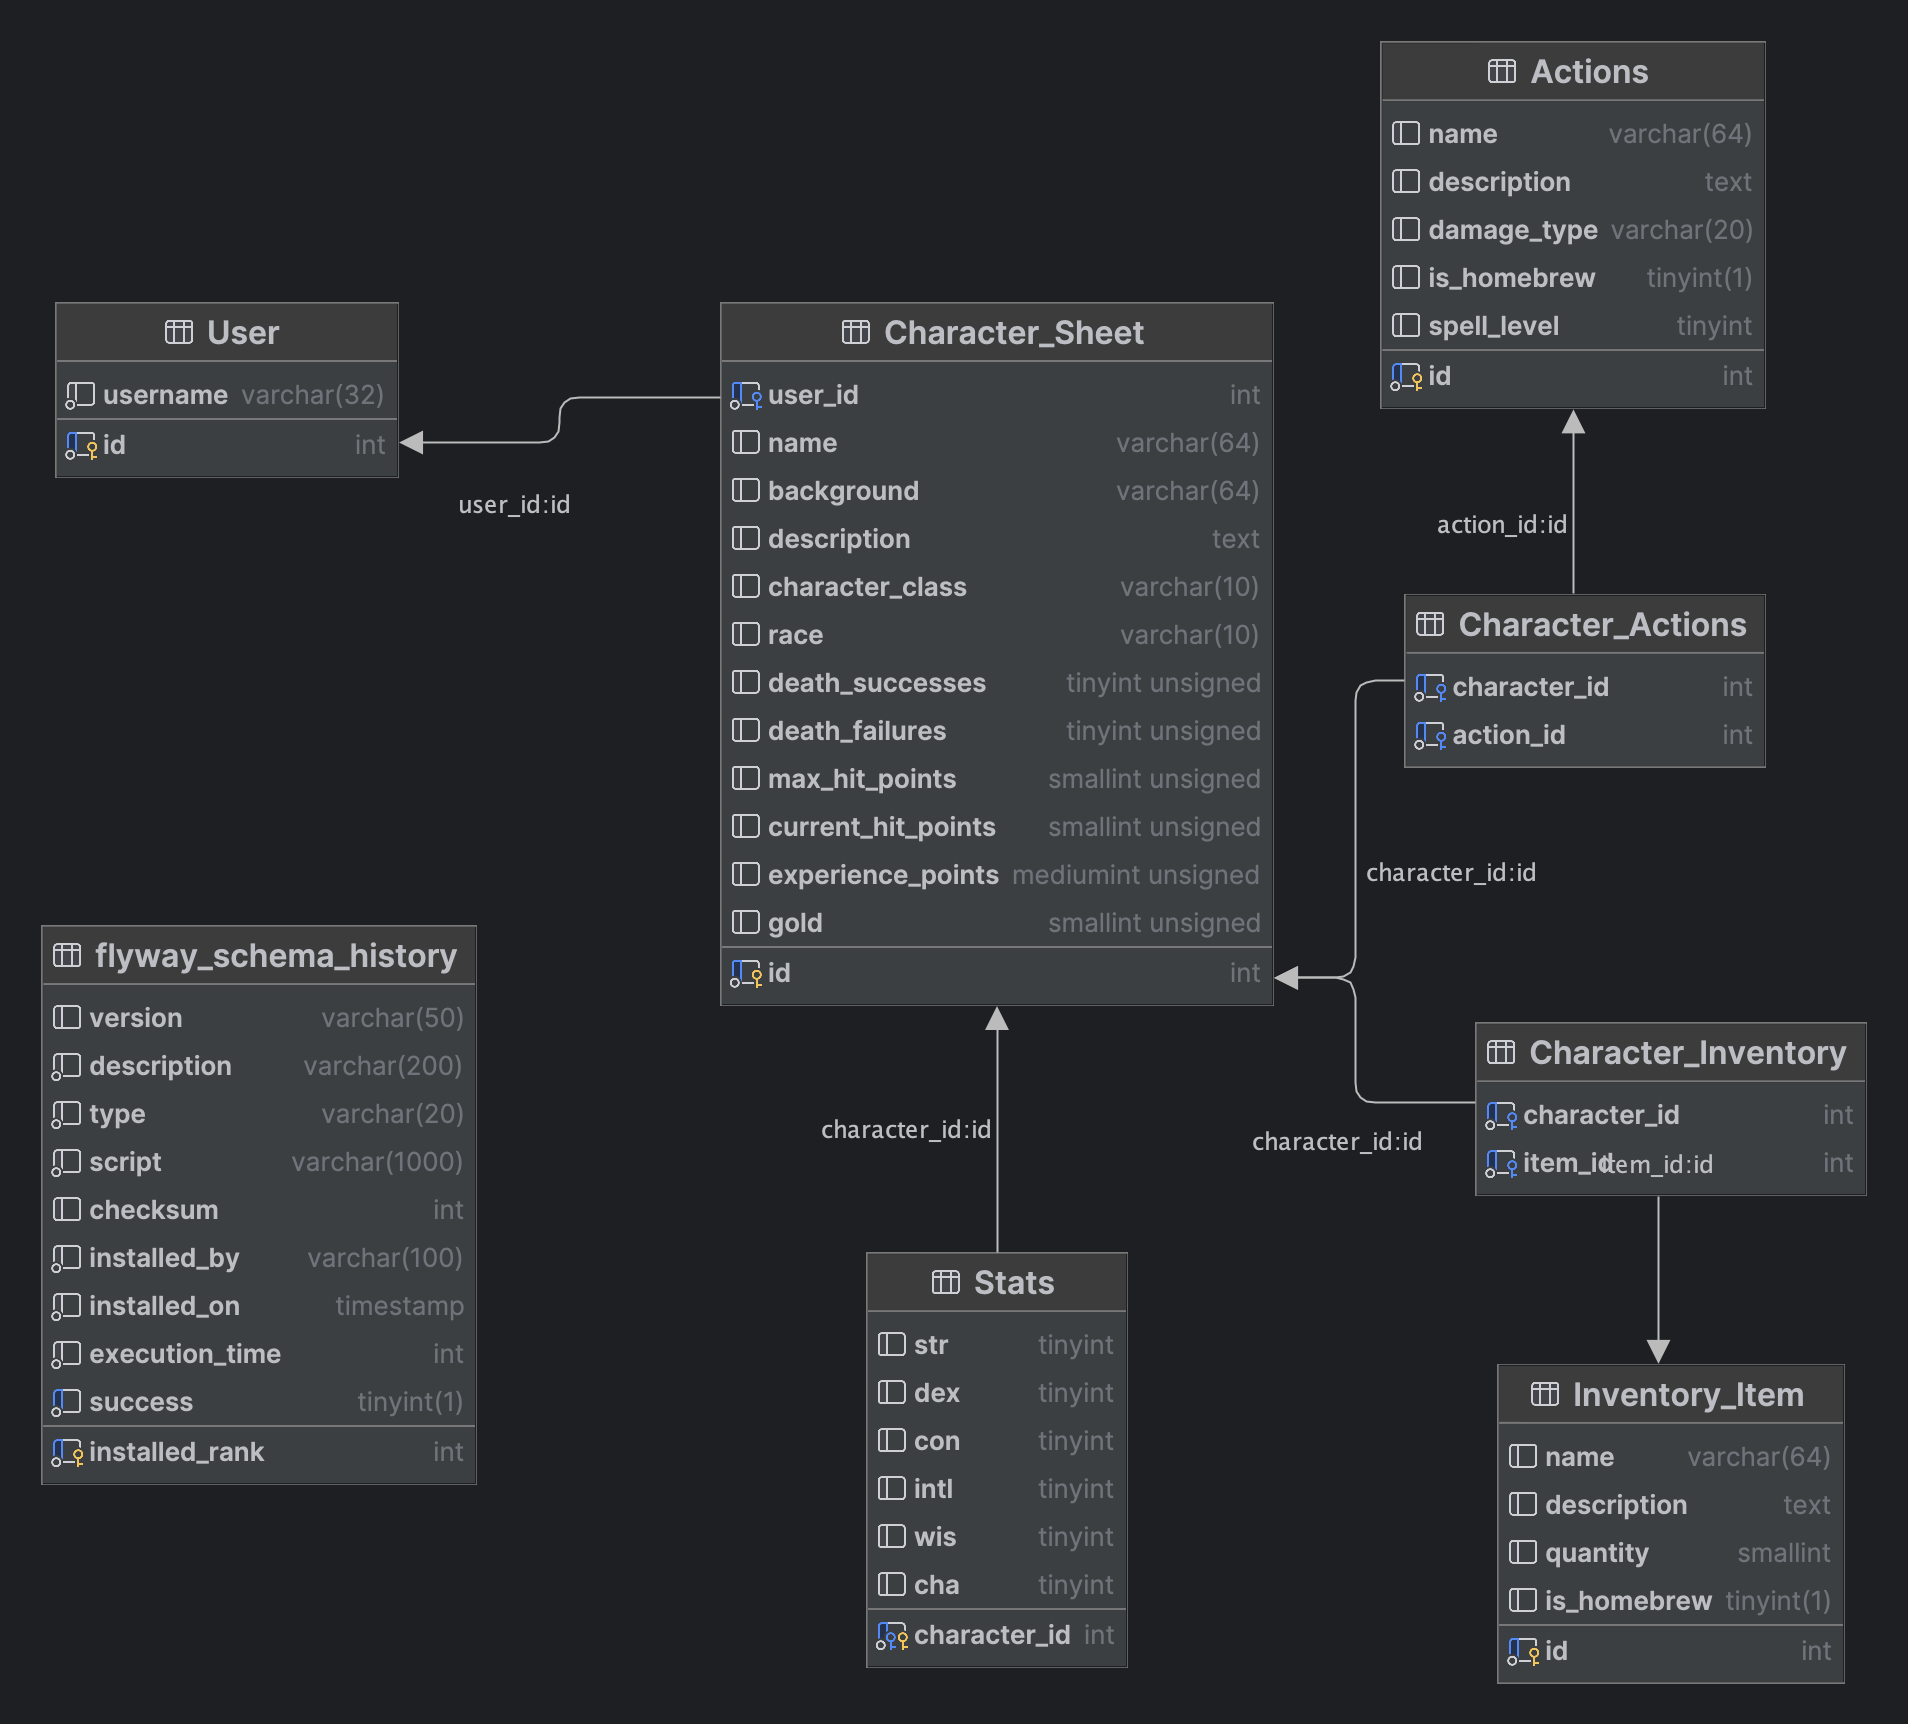 Actions
name varchar(64)
description text
damage_type varchar(20)
is_homebrew tinyint(1)
spell_level tinyint
id int
User
username varchar(32)
id int
user_id:id
Character_Sheet
user_id int
name varchar(64)
background varchar(64)
description text
character_class varchar(10)
race varchar(10)
death_successes tinyint unsigned
death_failures tinyint unsigned
max_hit_points smallint unsigned
current_hit_points smallint unsigned
experience_points mediumint unsigned
gold smallint unsigned
id int
action_id:id
Character_Actions
character_id int
action_id int
character_id:id
flyway_schema_history
version varchar(50)
description varchar(200)
type varchar(20)
script varchar(1000)
checksum int
installed_by varchar(100)
installed_on timestamp
execution_time int
success tinyint(1)
installed_rank int
character_id:id
character_id:id
Character_Inventory
character_id int
item_id int
item_id:id
Stats
str tinyint
dex tinyint
con tinyint
intl tinyint
wis tinyint
cha tinyint
character_id int
Inventory_Item
name varchar(64)
description text
quantity smallint
is_homebrew tinyint(1)
id int